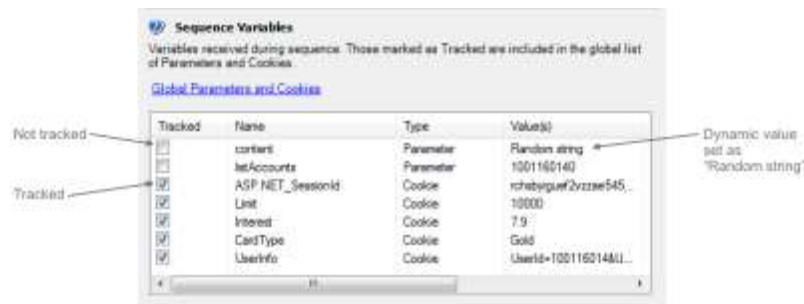 Sequence Variables
Variables received during sequence. Those marked as Tracked are included in the global list
of Parameters and Cookies
Global Parameters and Cookies
Tracked Name Type Value(s)
Not tracked
content Parameter Random string
Dynamic value
set as
"Random string"
listAccounts Parameter 1001160140
Tracked
ASP.NET_SessionId Cookie
Limit Cookie 10000
Interest Cookie 7.9
CardType Cookie Gold
UserInfo Cookie UserId=100116014&U...